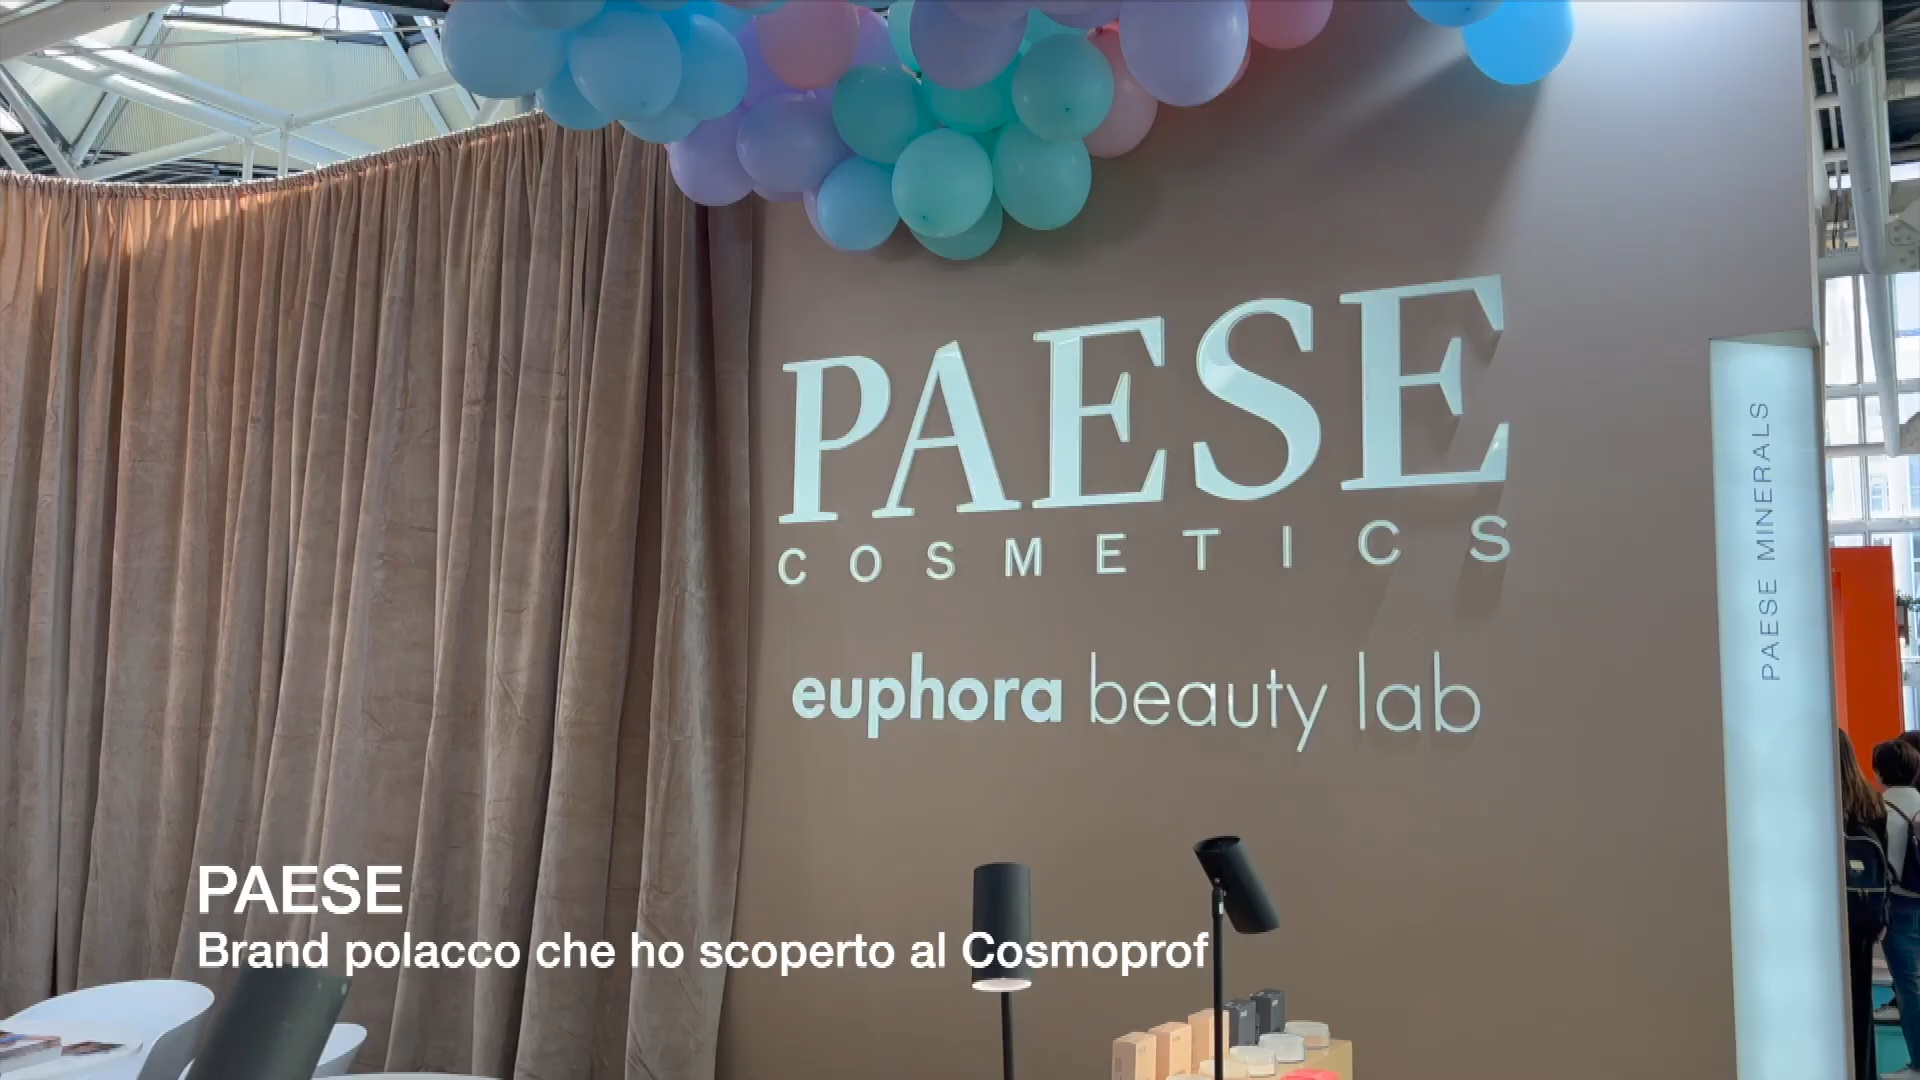 PAESE
COSMETICS
euphora beauty lab
PAESE MINERALS
PAESE
Brand polacco che ho scoperto al Cosmoprof